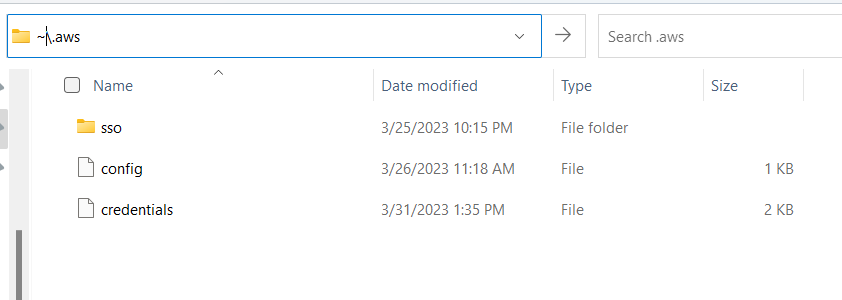 ~\.aws
Search .aws
Name Date modified Type Size
sso 3/25/2023 10:15 PM File folder
config 3/26/2023 11:18 AM File 1 KB
credentials 3/31/2023 1:35 PM File 2 KB